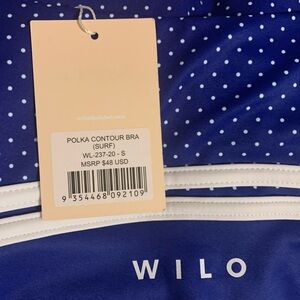 POLKA CONTOUR BRA
(SURF)
WL-237-20 - S
MSRP $48 USD
9 354468 092109
WILO